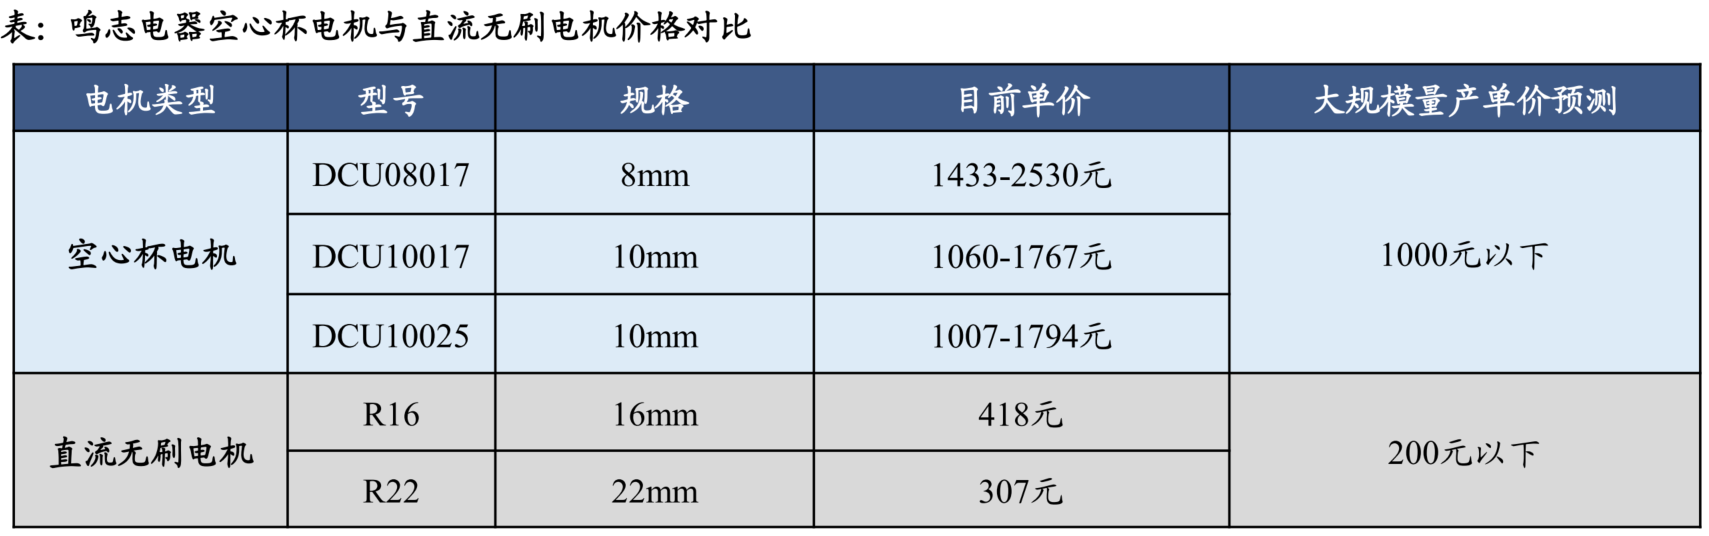 表：鸣志电器空心杯电机与直流无刷电机价格对比
电机类型 型号 规格 目前单价 大规模量产单价预测
空心杯电机 DCU08017 8mm 1433-2530元 1000元以下
DCU10017 10mm 1060-1767元
DCU10025 10mm 1007-1794元
直流无刷电机 R16 16mm 418元 200元以下
R22 22mm 307元